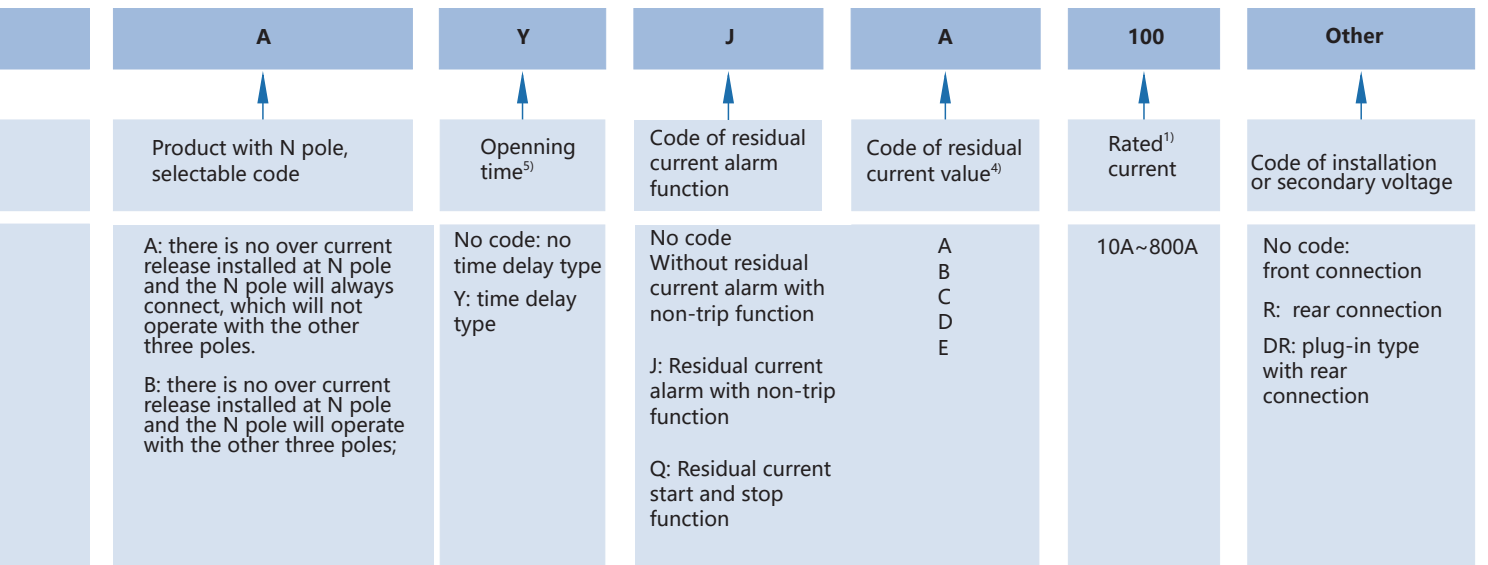 A
Y
J
A
100
Other
Product with N pole,
selectable code
Openning
time5)
Code of residual
current alarm
function
Code of residual
current value4)
Rated1)
current
Code of installation
or secondary voltage
A: there is no over current
release installed at N pole
and the N pole will always
connect, which will not
operate with the other
three poles.
B: there is no over current
release installed at N pole
and the N pole will operate
with the other three poles;
No code: no
time delay type
Y: time delay
type
No code
Without residual
current alarm with
non-trip function
J: Residual current
alarm with non-trip
function
Q: Residual current
start and stop
function
A
B
C
D
E
10A~800A
No code:
front connection
R: rear connection
DR: plug-in type
with rear
connection